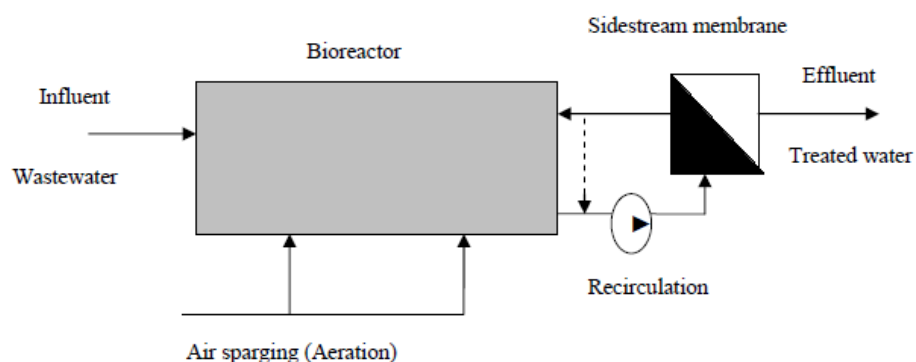 Sidestream membrane
Bioreactor
Influent
Effluent
Wastewater
Treated water
Recirculation
Air sparging (Aeration)